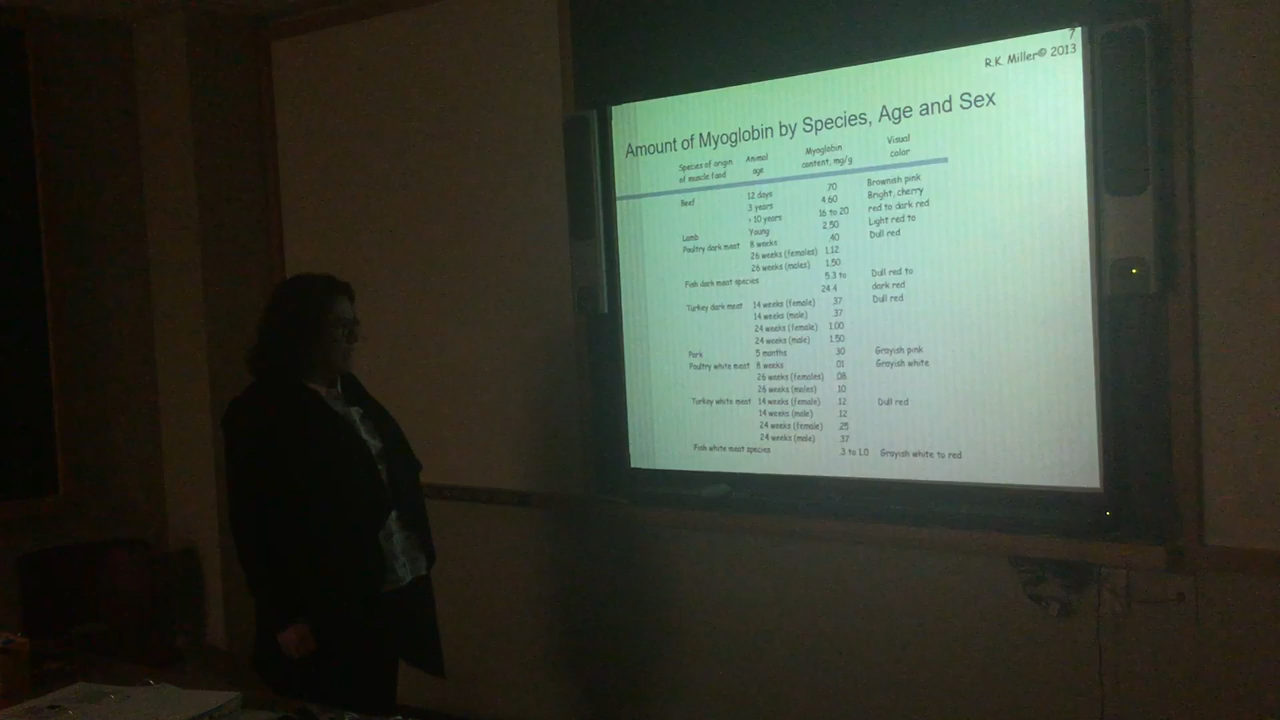 7
R.K. Miller© 2013
Amount of Myoglobin by Species, Age and Sex
Species of origin of muscle food Animal age Myoglobin content, mg/g Visual color
Beef 12 days .70 Brownish pink
3 years 4.60 Bright, cherry
+10 years 16 to 20 red to dark red
Lamb Young 2.50 Light red to
Poultry dark meat 8 weeks .40 Dull red
26 weeks (females) 1.12
26 weeks (males) 1.50
Fish dark meat species 5.3 to Dull red to
24.4 dark red
Turkey dark meat 14 weeks (female) .37 Dull red
14 weeks (male) .37
24 weeks (female) 1.00
24 weeks (male) 1.50
Pork 5 months .30 Grayish pink
Poultry white meat 8 weeks .01 Grayish white
26 weeks (females) .08
26 weeks (males) .10
Turkey white meat 14 weeks (female) .12 Dull red
14 weeks (male) .12
24 weeks (female) .25
24 weeks (male) .37
Fish white meat species .3 to 1.0 Grayish white to red